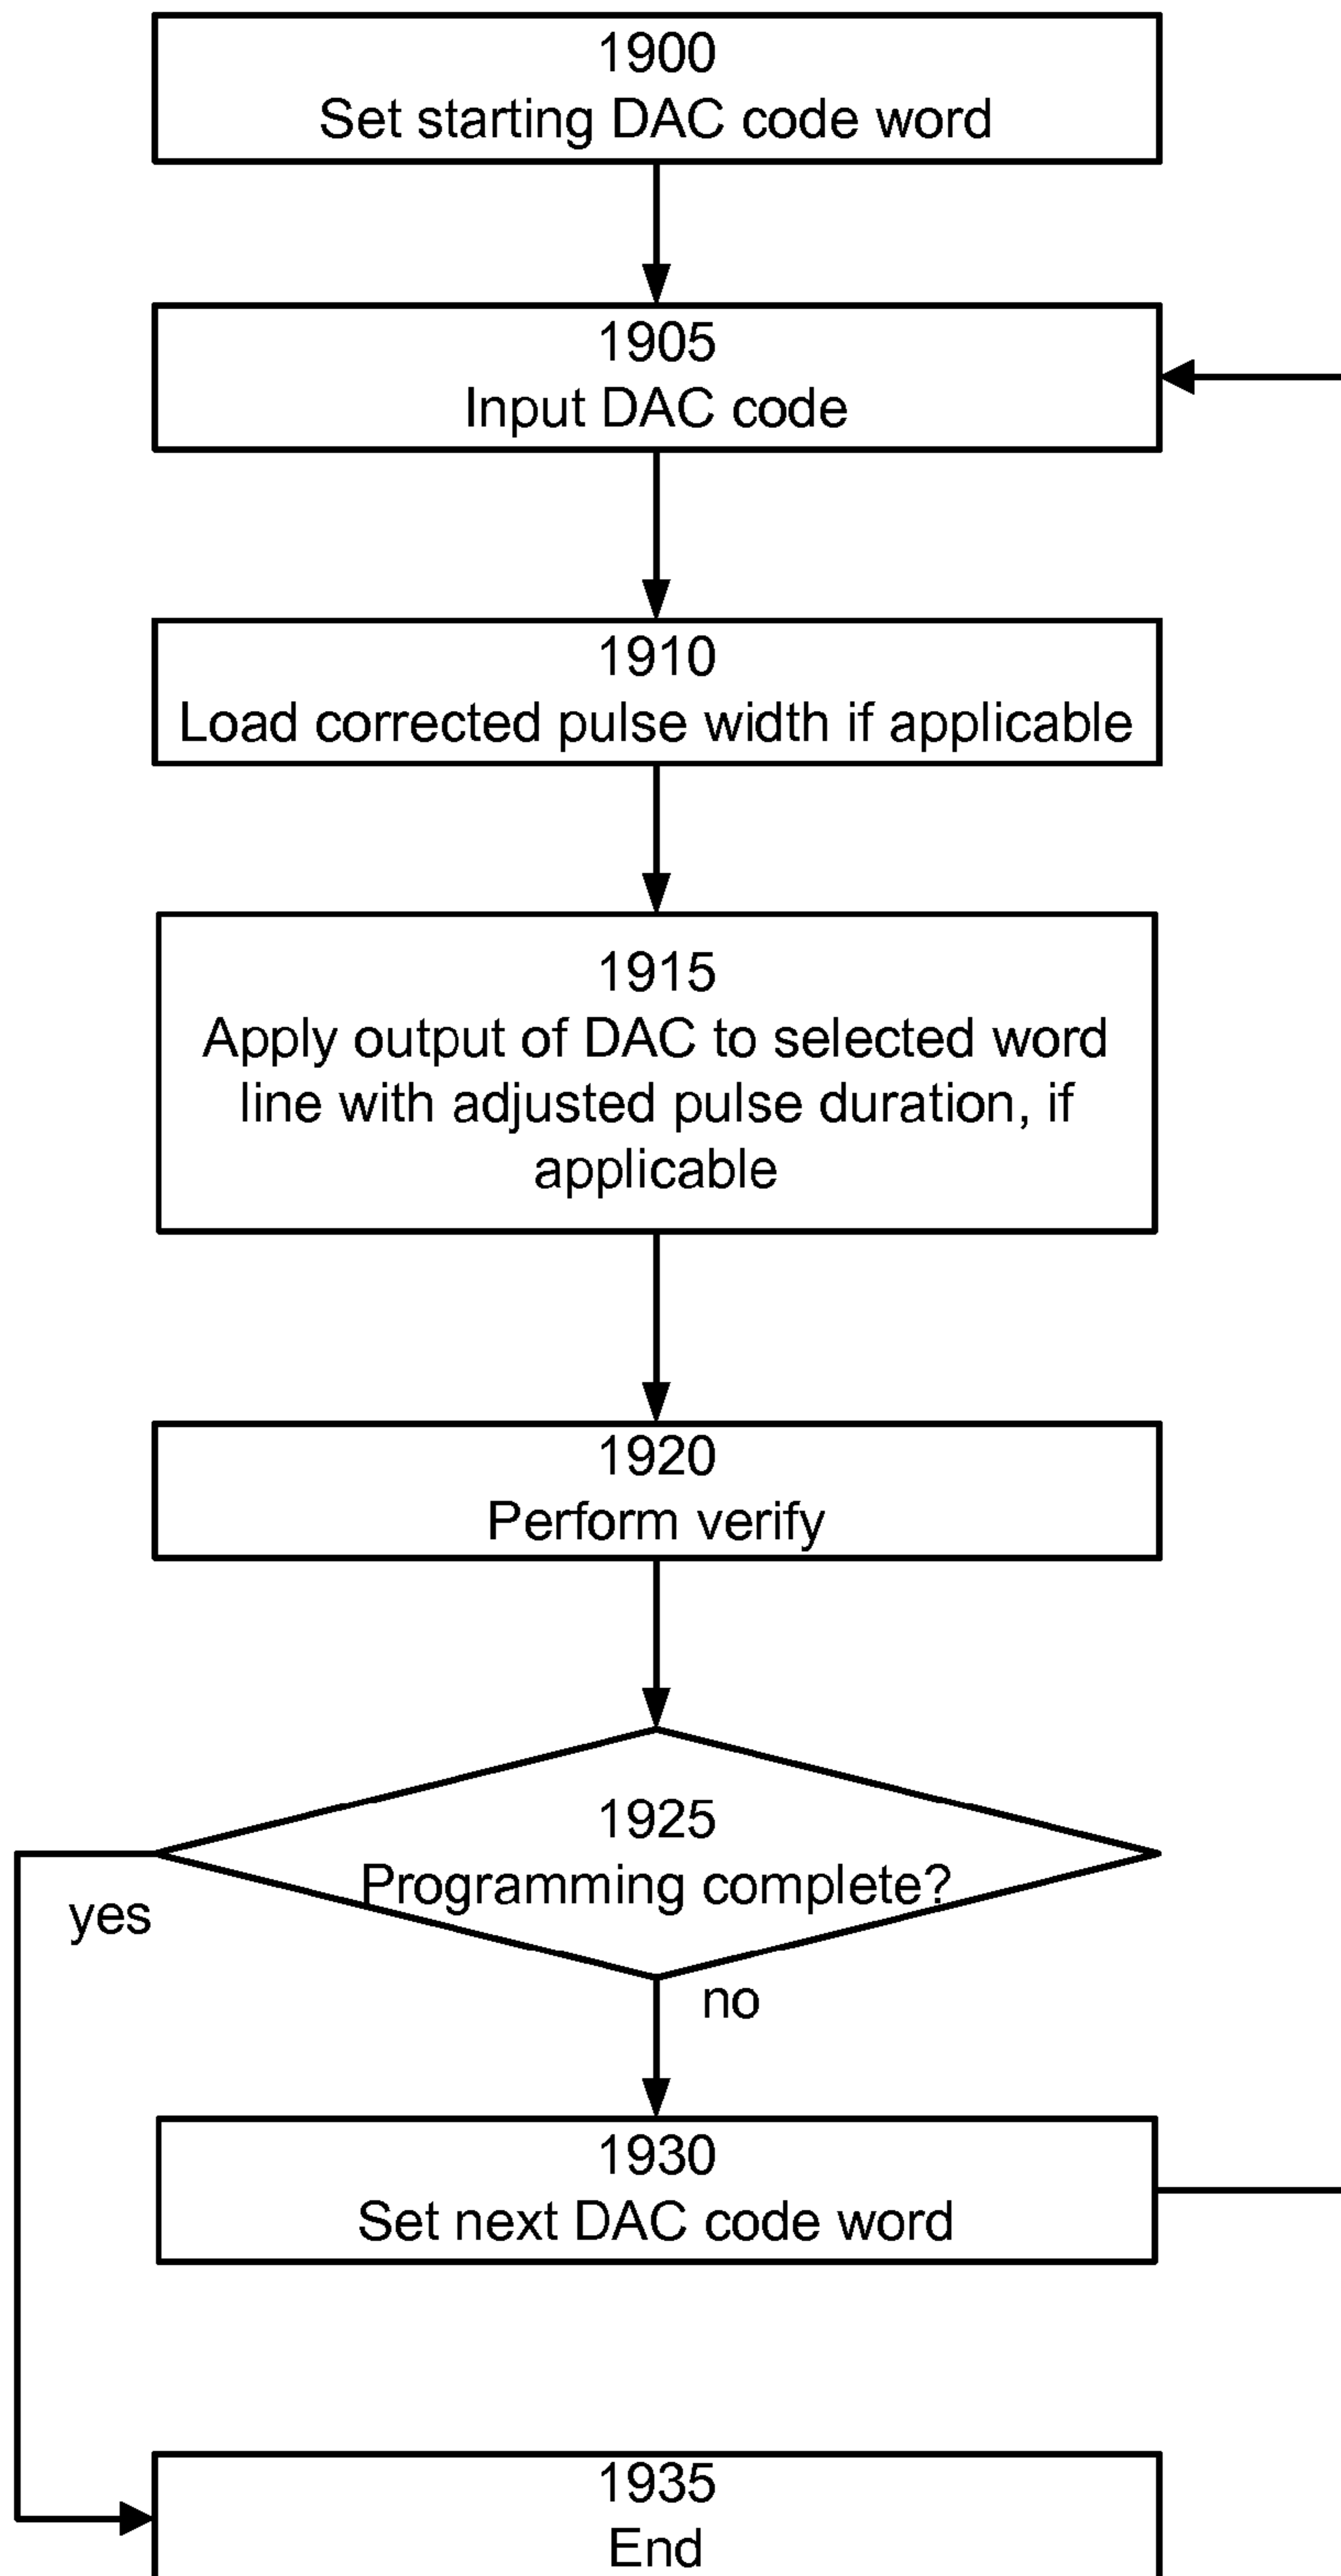 1900
Set starting DAC code word
1905
Input DAC code
1910
Load corrected pulse width if applicable
1915
Apply output of DAC to selected word
line with adjusted pulse duration, if
applicable
1920
Perform verify
1925
Programming complete?
yes
no
1930
Set next DAC code word
1935
End